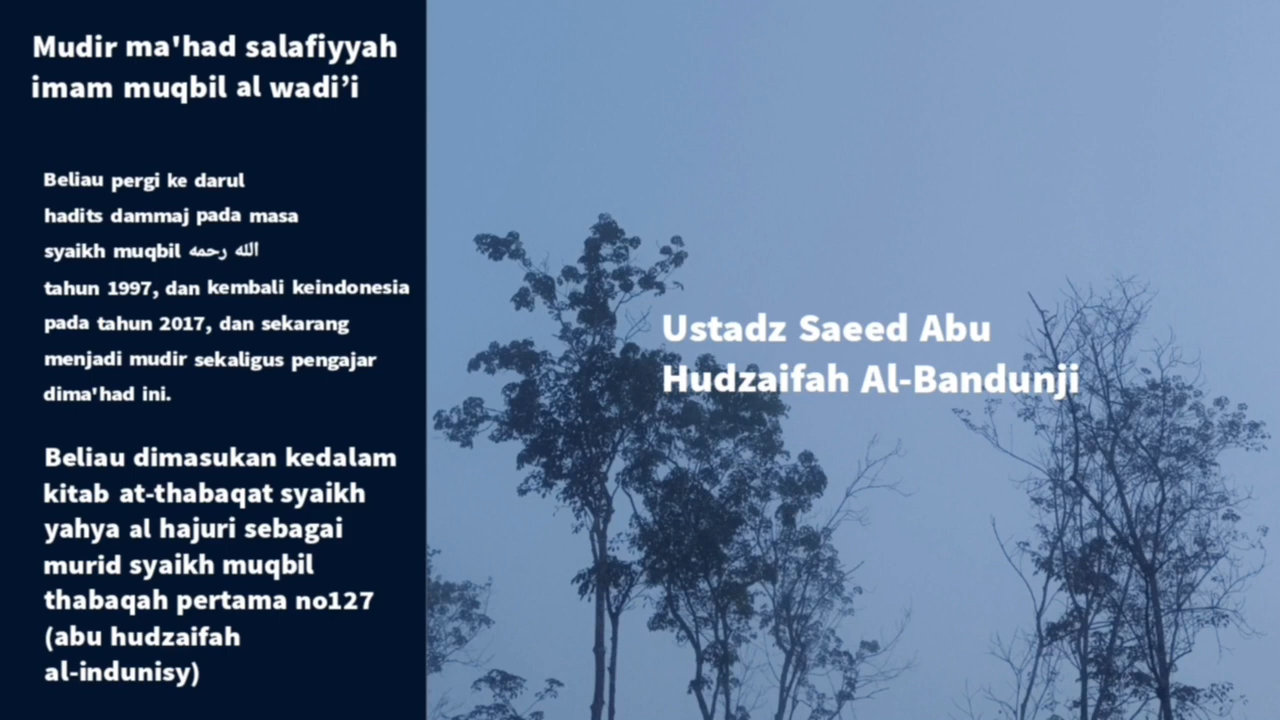 Mudir ma'had salafiyyah
imam muqbil al wadi’i
Beliau pergi ke darul
hadits dammaj pada masa
syaikh muqbil رحمه الله
tahun 1997, dan kembali keindonesia
pada tahun 2017, dan sekarang
menjadi mudir sekaligus pengajar
dima'had ini.
Beliau dimasukan kedalam
kitab at-thabaqat syaikh
yahya al hajuri sebagai
murid syaikh muqbil
thabaqah pertama no127
(abu hudzaifah
al-indunisy)
Ustadz Saeed Abu
Hudzaifah Al-Bandunji